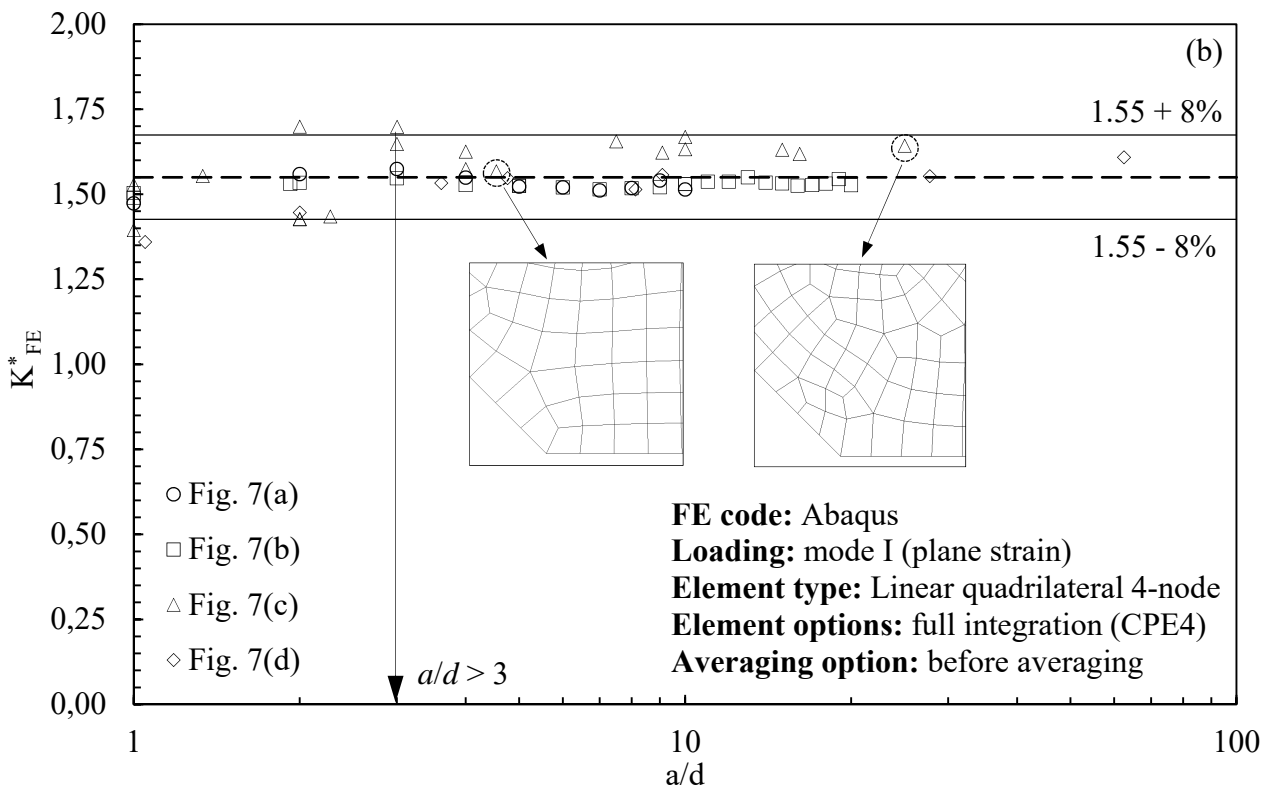 2,00
1,75
1,50
1,25
1,00
0,75
0,50
0,25
0,00
K*FE
(b)
1.55 + 8%
1.55 - 8%
Fig. 7(a)
Fig. 7(b)
Fig. 7(c)
Fig. 7(d)
a/d > 3
FE code: Abaqus
Loading: mode I (plane strain)
Element type: Linear quadrilateral 4-node
Element options: full integration (CPE4)
Averaging option: before averaging
1
10
100
a/d